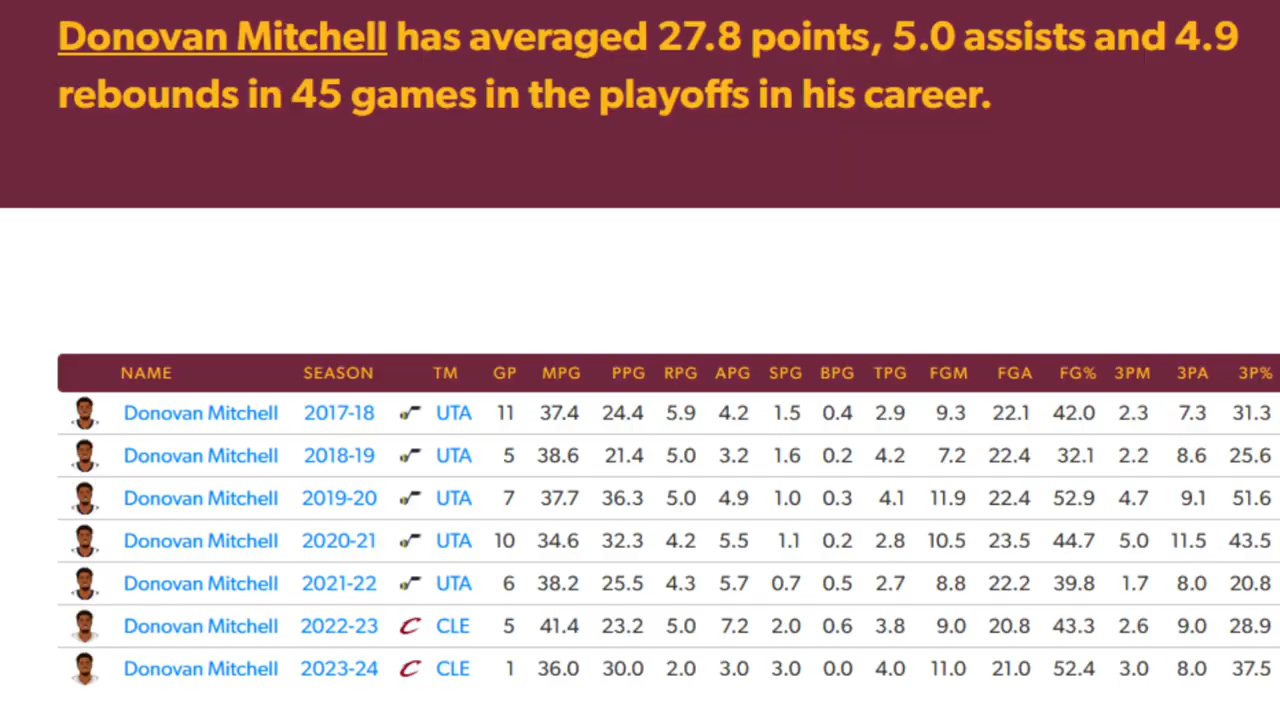 Donovan Mitchell has averaged 27.8 points, 5.0 assists and 4.9
rebounds in 45 games in the playoffs in his career.
NAME SEASON TM GP MPG PPG RPG APG SPG BPG TPG FGM FGA FG% 3PM 3PA 3P%
Donovan Mitchell 2017-18 UTA 11 37.4 24.4 5.9 4.2 1.5 0.4 2.9 9.3 22.1 42.0 2.3 7.3 31.3
Donovan Mitchell 2018-19 UTA 5 38.6 21.4 5.0 3.2 1.6 0.2 4.2 7.2 22.4 32.1 2.2 8.6 25.6
Donovan Mitchell 2019-20 UTA 7 37.7 36.3 5.0 4.9 1.0 0.3 4.1 11.9 22.4 52.9 4.7 9.1 51.6
Donovan Mitchell 2020-21 UTA 10 34.6 32.3 4.2 5.5 1.1 0.2 2.8 10.5 23.5 44.7 5.0 11.5 43.5
Donovan Mitchell 2021-22 UTA 6 38.2 25.5 4.3 5.7 0.7 0.5 2.7 8.8 22.2 39.8 1.7 8.0 20.8
Donovan Mitchell 2022-23 CLE 5 41.4 23.2 5.0 7.2 2.0 0.6 3.8 9.0 20.8 43.3 2.6 9.0 28.9
Donovan Mitchell 2023-24 CLE 1 36.0 30.0 2.0 3.0 3.0 0.0 4.0 11.0 21.0 52.4 3.0 8.0 37.5